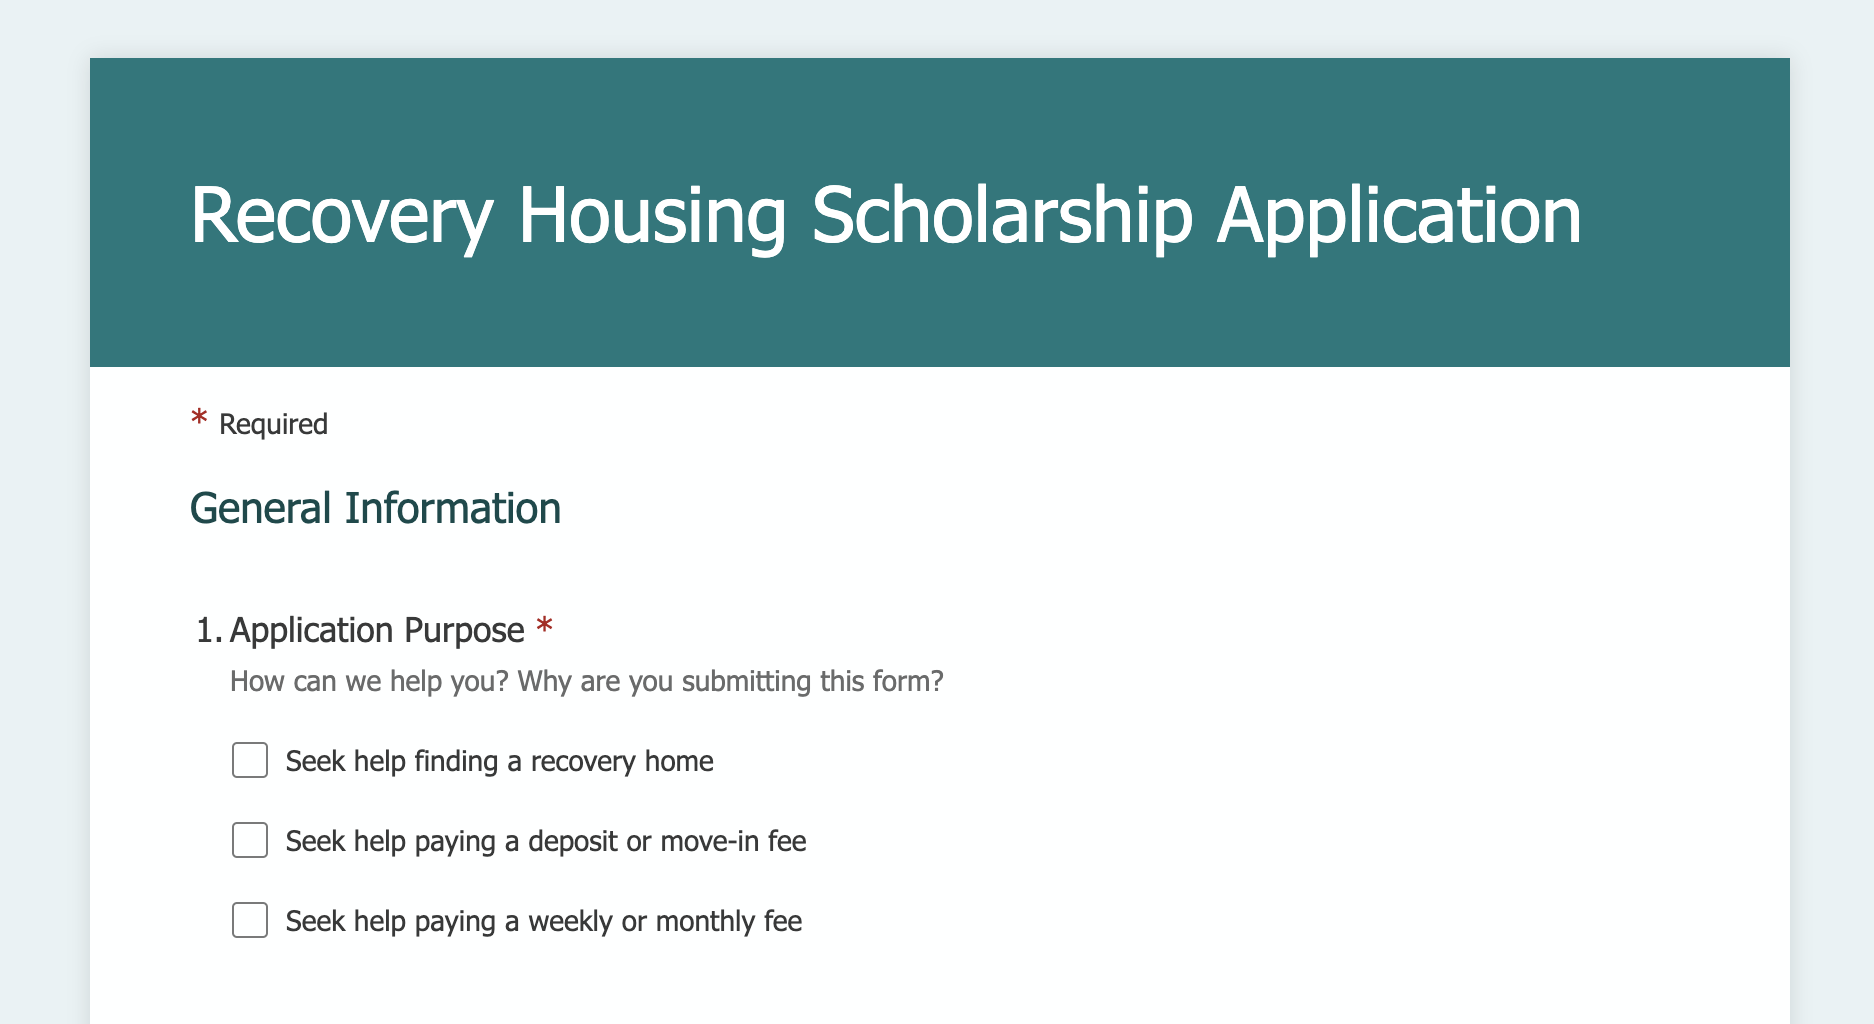 Recovery Housing Scholarship Application
* Required
General Information
1. Application Purpose *
How can we help you? Why are you submitting this form?
Seek help finding a recovery home
Seek help paying a deposit or move-in fee
Seek help paying a weekly or monthly fee